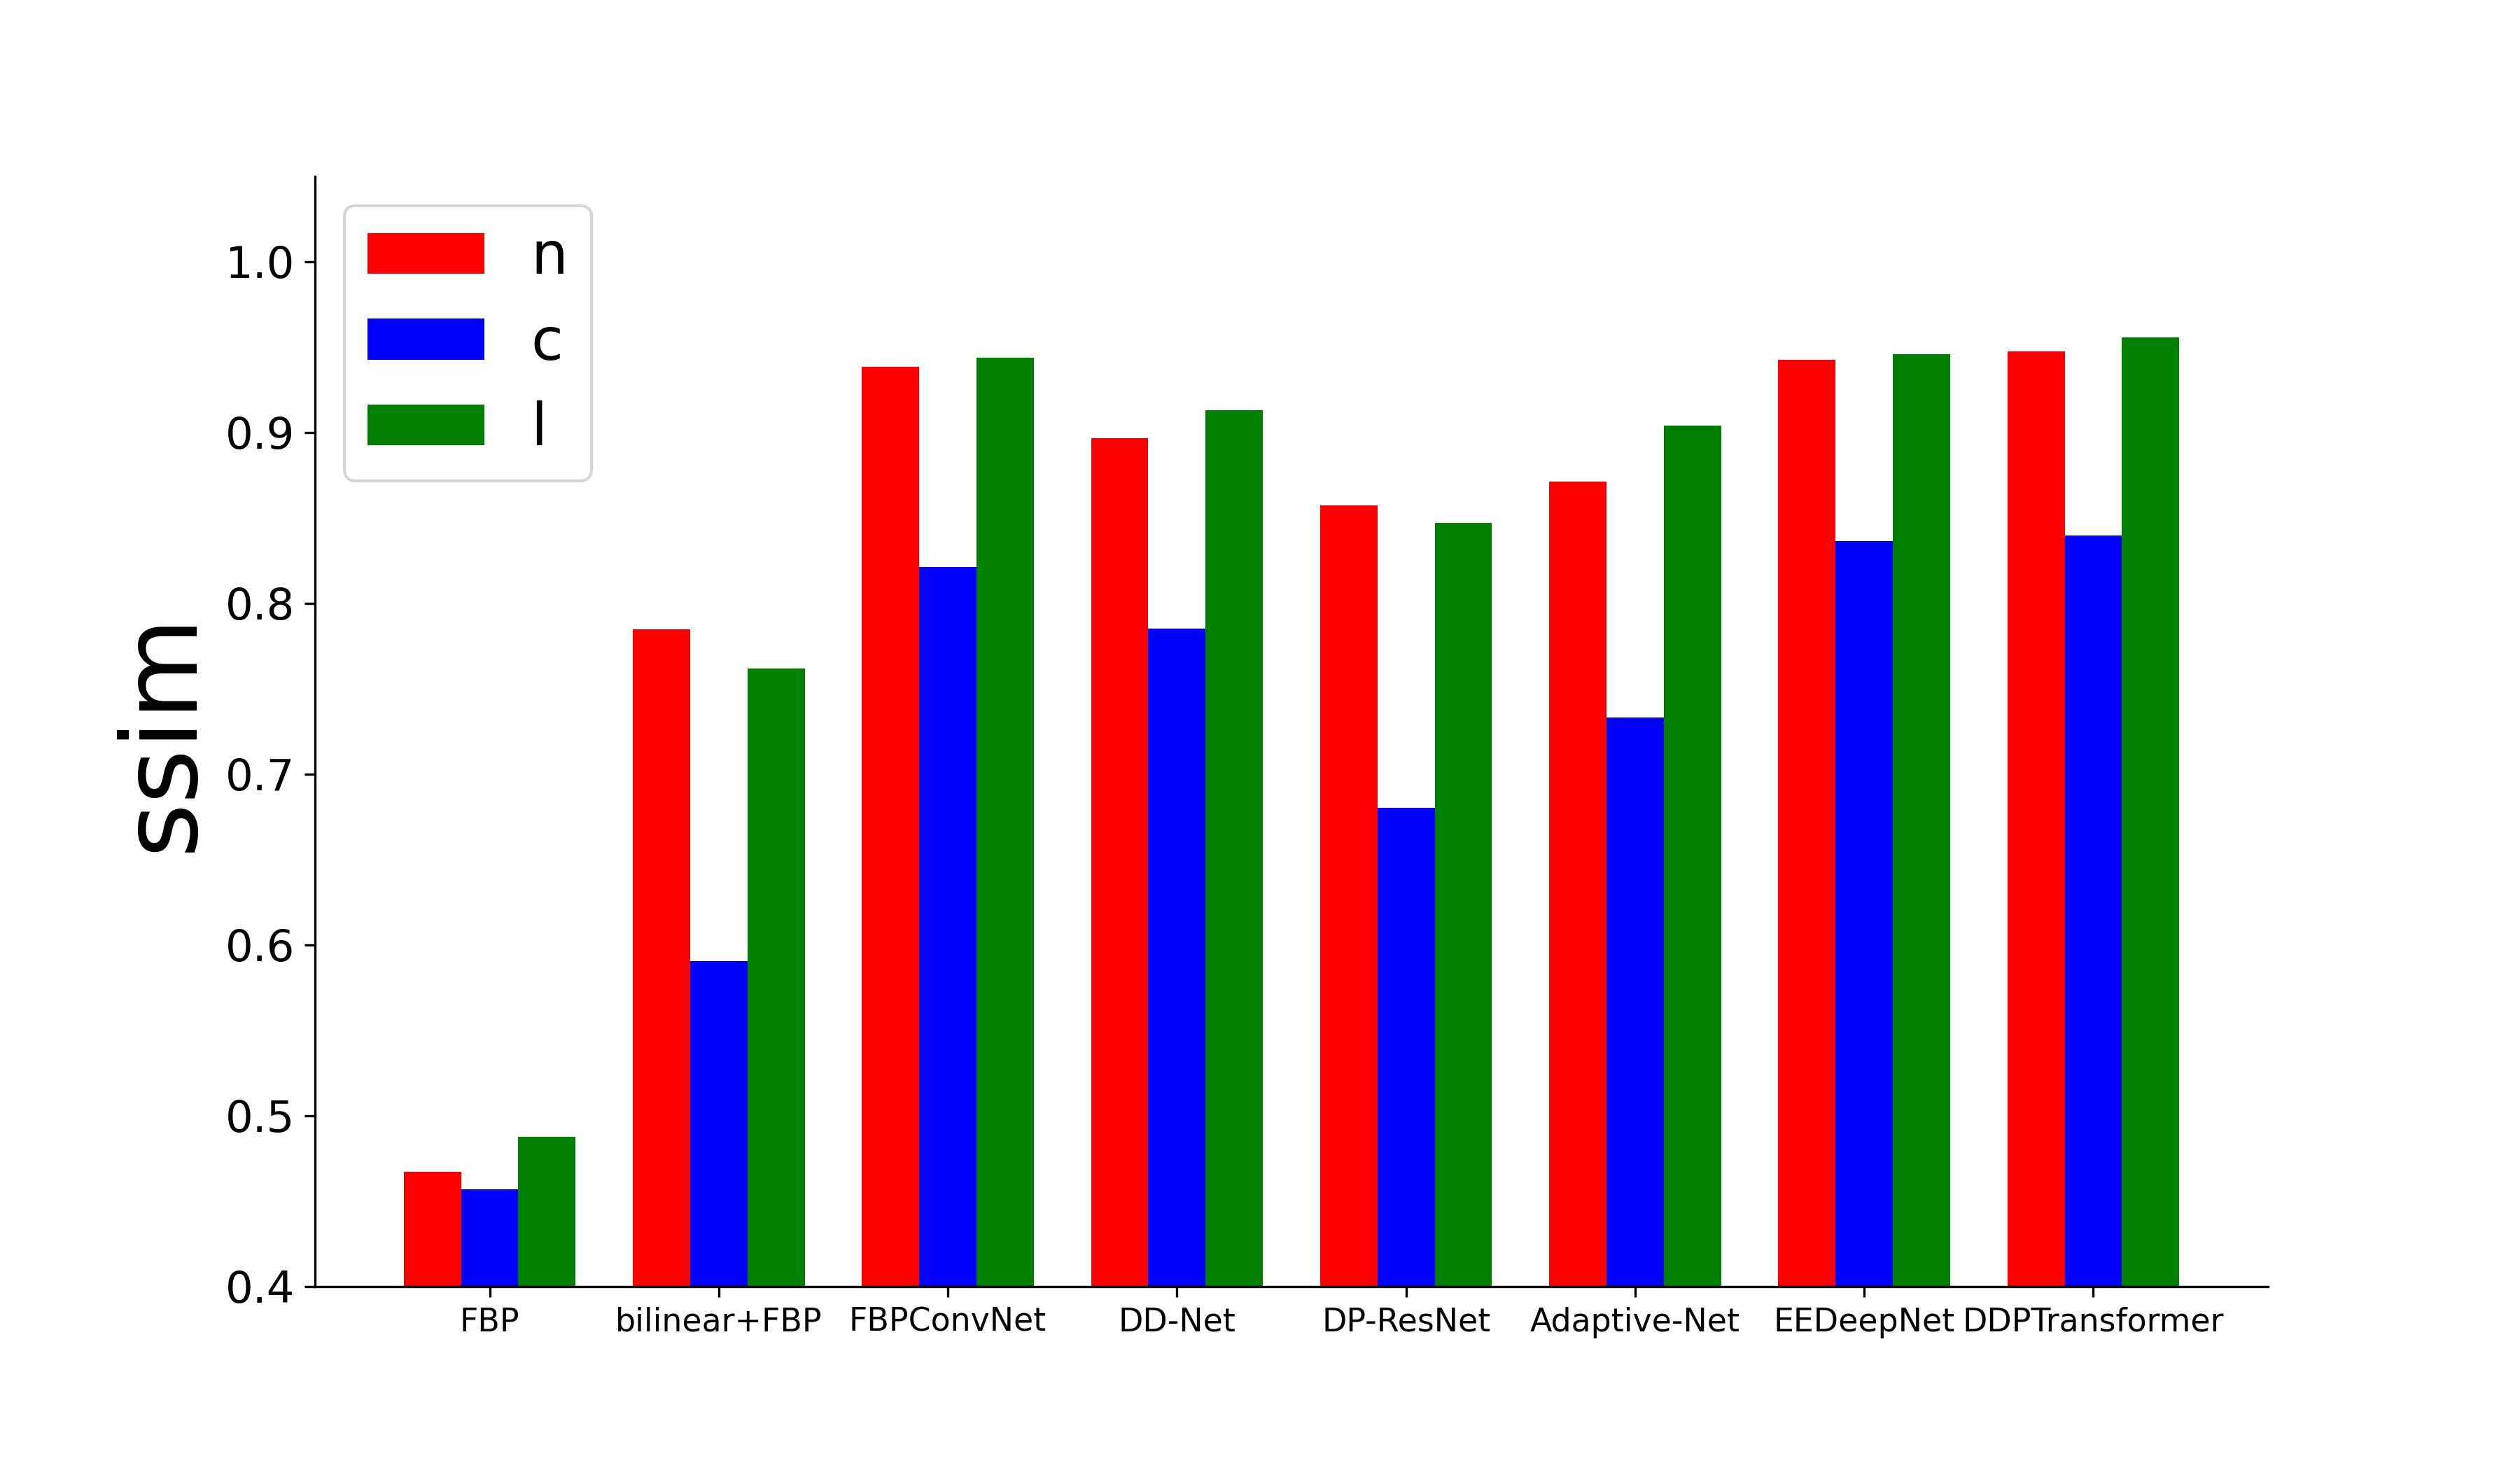 1.0
0.9
0.8
0.7
0.6
0.5
0.4
ssim
n
c
l
FBP bilinear+FBP FBPConvNet DD-Net DP-ResNet Adaptive-Net EEDeepNet DDPTransformer